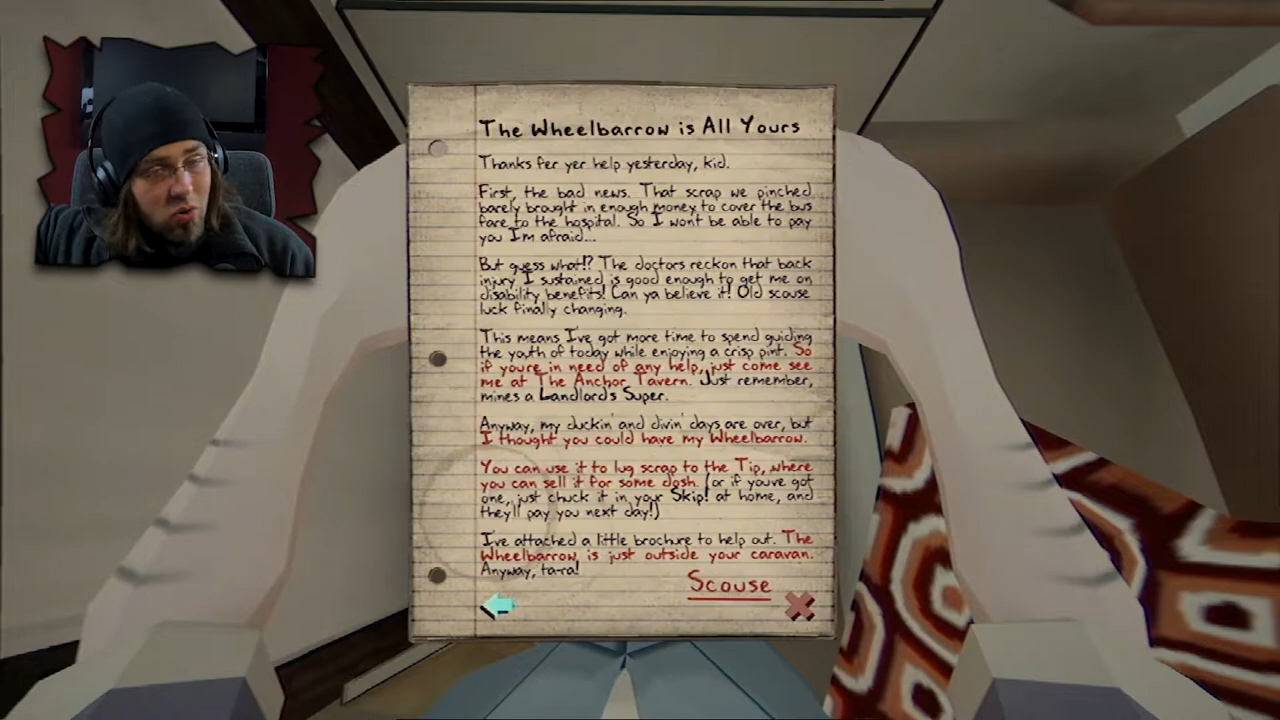 The Wheelbarrow is All Yours
Thanks fer yer help yesterday, kid.
First, the bad news. That scrap we pinched
barely brought in enough money to cover the bus
fare to the hospital. So I wont be able to pay
you I'm afraid...
But guess what!? The doctors reckon that back
injury I sustained is good enough to get me on
disability benefits! Can ya believe it! Old scouse
luck finally changing.
This means I've got more time to spend guiding
the youth of today while enjoying a crisp pint. So
if youre in need of any help, just come see
me at The Anchor Tavern. Just remember,
mines a Landlord's Super.
Anyway, my duckin' and divin' days are over, but
I thought you could have my Wheelbarrow.
You can use it to lug scrap to the Tip, where
you can sell it for some dosh. (or if youve got
one, just chuck it in your Skip! at home, and
they'll pay you next day!)
I've attached a little brochure to help out. The
Wheelbarrow is just outside your caravan.
Anyway, ta-ra!
Scouse